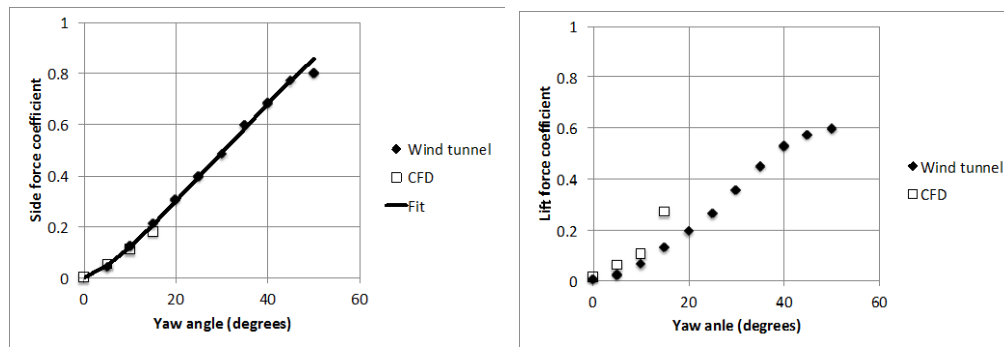 1
0.8
0.6
0.4
0.2
0
0 20 40 60
Side force coefficient
Yaw angle (degrees)
Wind tunnel
CFD
Fit
1
0.8
0.6
0.4
0.2
0
0 20 40 60
Lift force coefficient
Yaw anle (degrees)
Wind tunnel
CFD